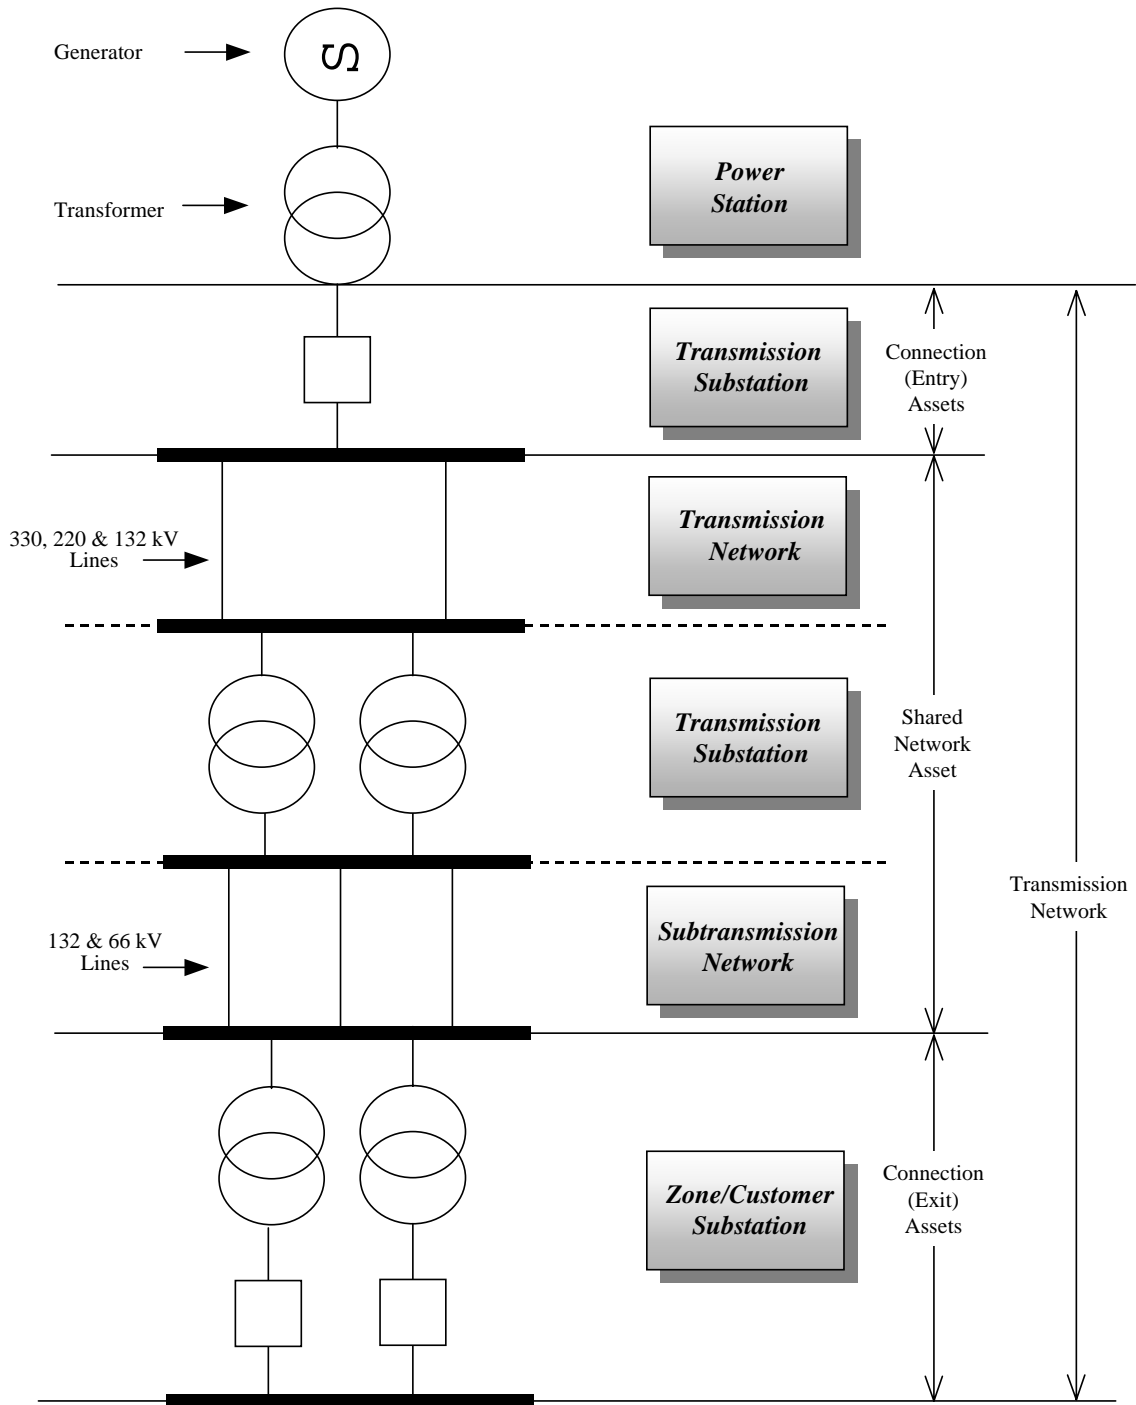 Generator
Power
Station
Transformer
Transmission
Substation
Connection
(Entry)
Assets
330, 220 & 132 kV
Lines
Transmission
Network
Transmission
Substation
Shared
Network
Asset
Transmission
Network
132 & 66 kV
Lines
Subtransmission
Network
Zone/Customer
Substation
Connection
(Exit)
Assets